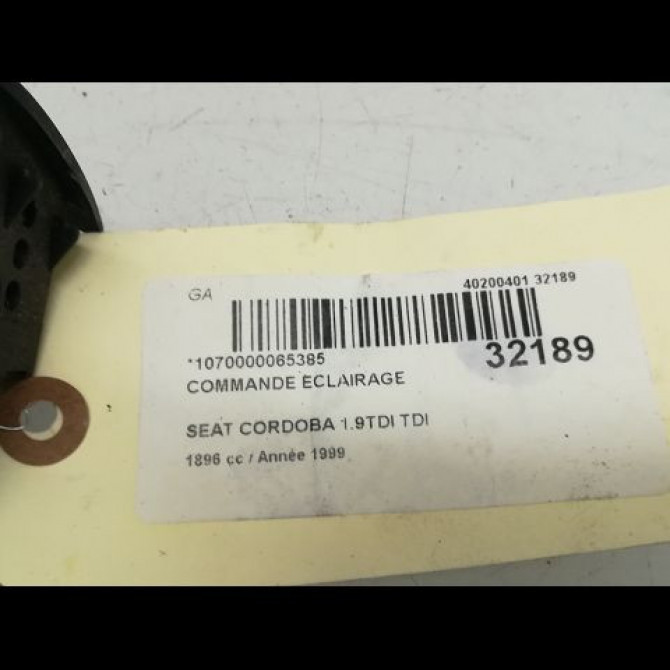 GA
40200401 32189
*1070000065385
32189
COMMANDE ECLAIRAGE
SEAT CORDOBA 1.9TDI TDI
1896 cc / Année 1999